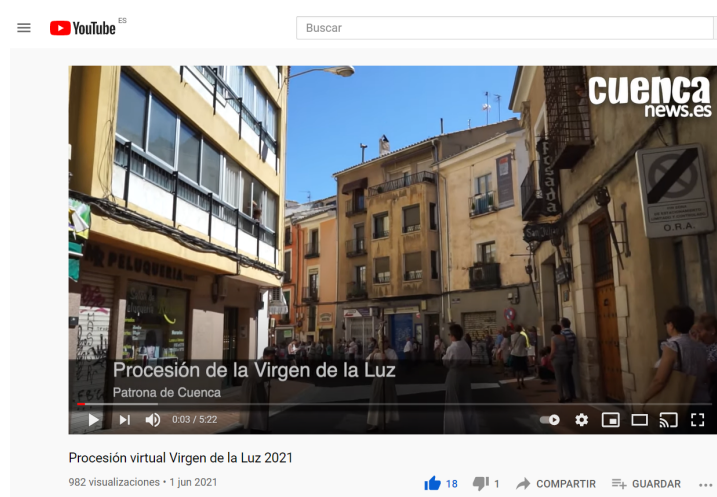 YouTube ES
Buscar
cuenca
news.es
Posada
PELUQUERIA
O.R.A.
Procesión de la Virgen de la Luz
Patrona de Cuenca
0:03 / 5:22
Procesión virtual Virgen de la Luz 2021
982 visualizaciones • 1 jun 2021
18
1
COMPARTIR
GUARDAR